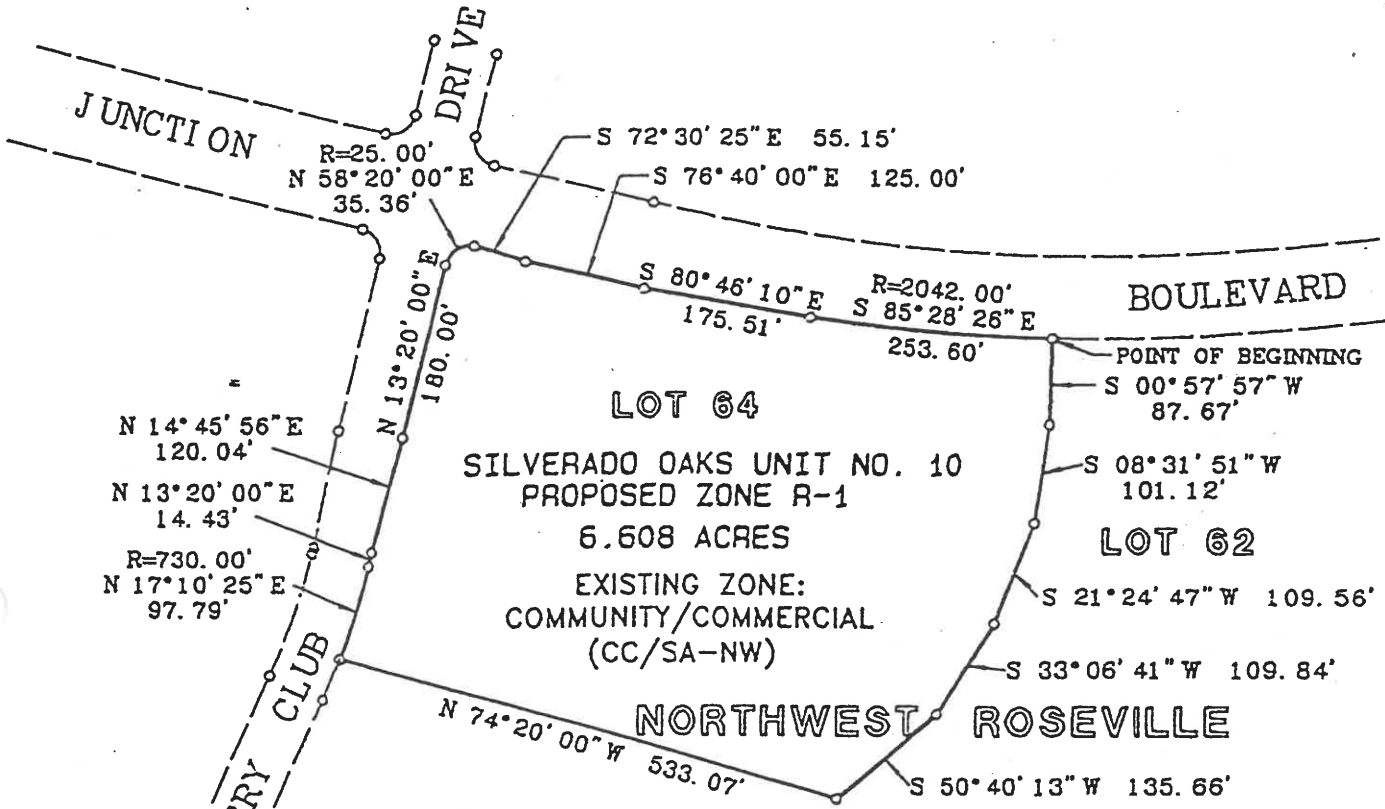 DRIVE
JUNCTION
R=25.00'
N 58°20'00"E
35.36'
S 72°30'25"E 55.15'
S 76°40'00"E 125.00'
S 80°46'10"E
175.51'
R=2042.00'
S 85°28'26"E
253.60'
BOULEVARD
POINT OF BEGINNING
S 00°57'57"W
87.67'
N 13°20'00"E
180.00'
LOT 64
SILVERADO OAKS UNIT NO. 10
PROPOSED ZONE R-1
6.608 ACRES
EXISTING ZONE:
COMMUNITY/COMMERCIAL
(CC/SA-NW)
N 14°45'56"E
120.04'
N 13°20'00"E
14.43'
R=730.00'
N 17°10'25"E
97.79'
S 08°31'51"W
101.12'
LOT 62
S 21°24'47"W 109.56'
S 33°06'41"W 109.84'
CLUB
N 74°20'00"W 533.07'
NORTHWEST ROSEVILLE
S 50°40'13"W 135.66'